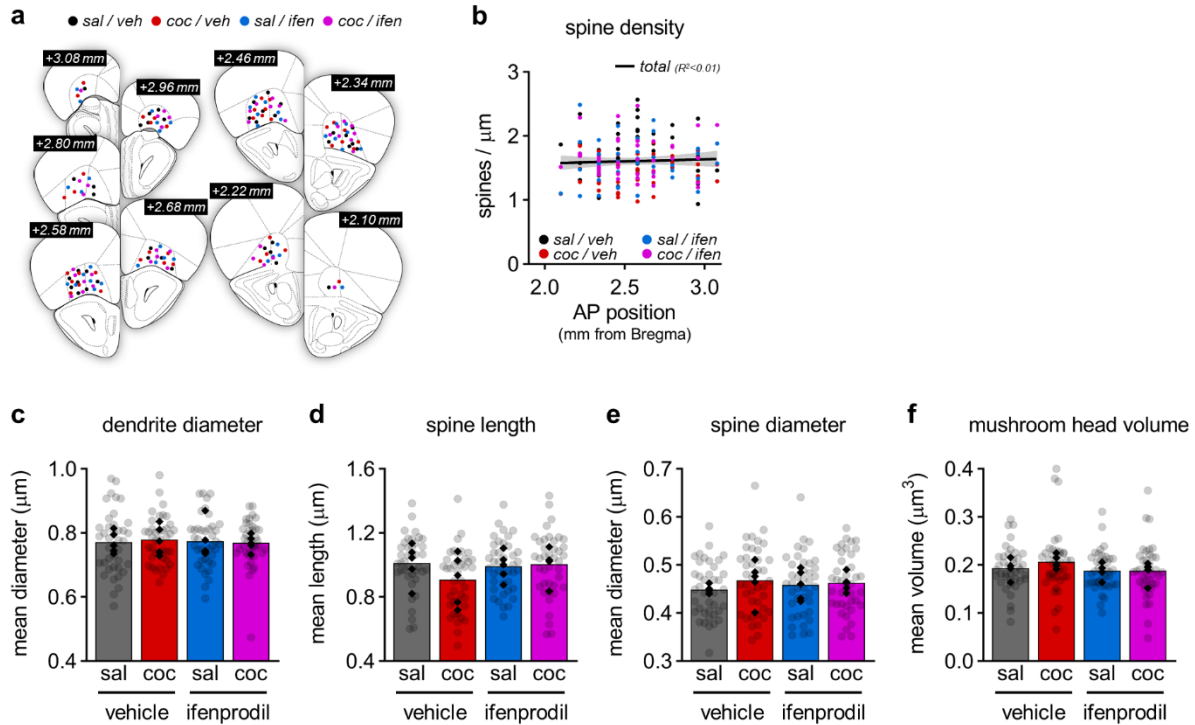 a
sal / veh coc / veh sal / ifen coc / ifen
+3.08 mm
+2.96 mm
+2.80 mm
+2.68 mm
+2.58 mm
+2.46 mm
+2.34 mm
+2.22 mm
+2.10 mm
b
spine density
total (R²<0.01)
spines / μm
3
2
1
0
sal / veh sal / ifen
coc / veh coc / ifen
2.0 2.5 3.0
AP position
(mm from Bregma)
c
dendrite diameter
mean diameter (μm)
1.0
0.8
0.6
0.4
sal coc sal coc
vehicle ifenprodil
d
spine length
mean length (μm)
1.6
1.2
0.8
0.4
sal coc sal coc
vehicle ifenprodil
e
spine diameter
mean diameter (μm)
0.7
0.6
0.5
0.4
0.3
sal coc sal coc
vehicle ifenprodil
f
mushroom head volume
mean volume (μm³)
0.4
0.3
0.2
0.1
0.0
sal coc sal coc
vehicle ifenprodil